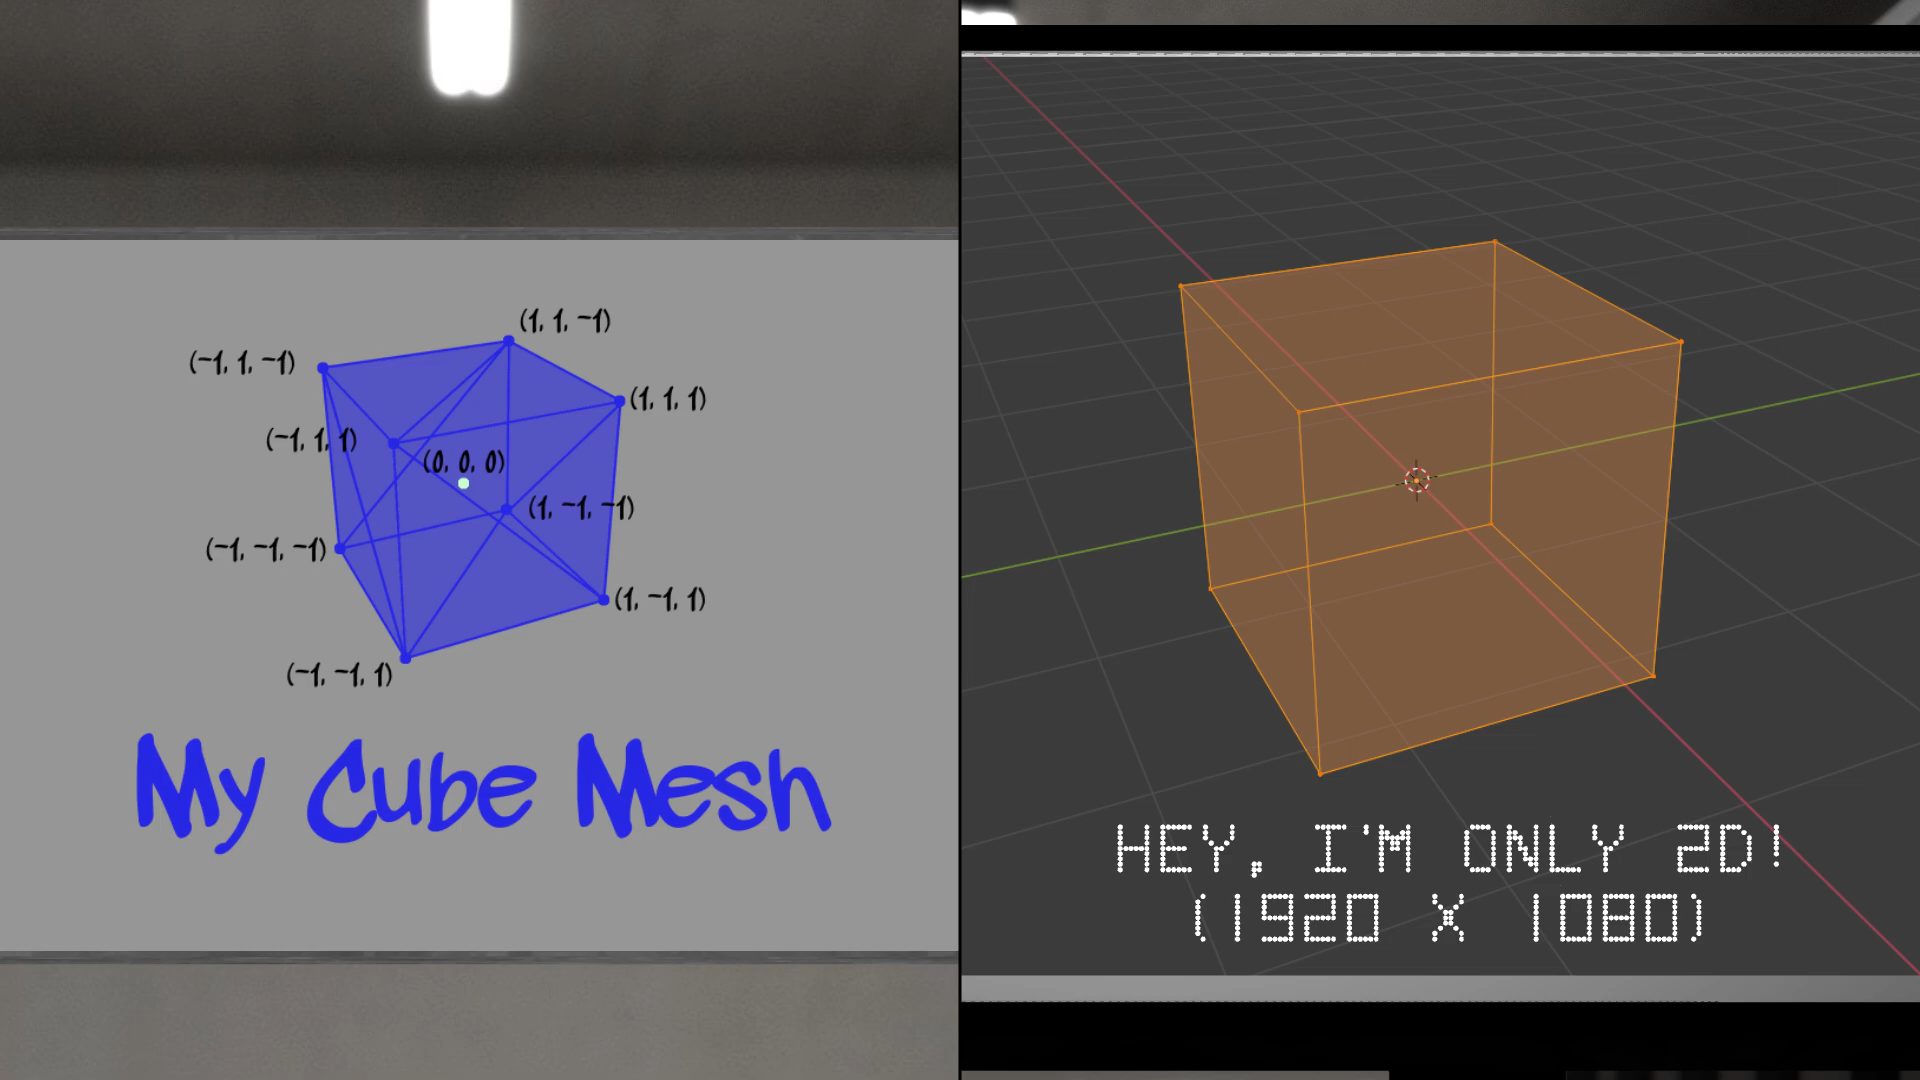 (1, 1, -1)
(-1, 1, -1)
(1, 1, 1)
(-1, 1, 1)
(0, 0, 0)
(1, -1, -1)
(-1, -1, -1)
(1, -1, 1)
(-1, -1, 1)
My Cube Mesh
HEY, I'M ONLY 2D!
(1920 X 1080)